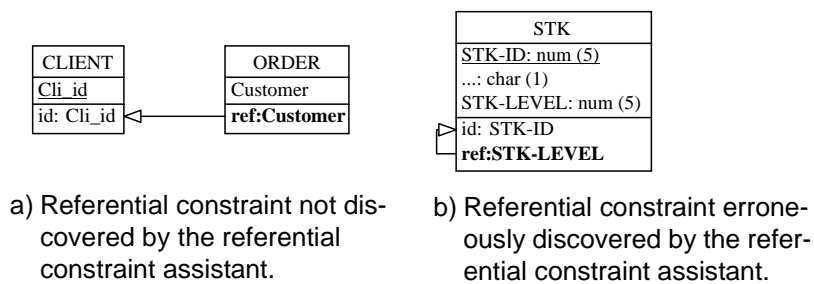 CLIENT
Cli_id
id: Cli_id
ORDER
Customer
ref:Customer
STK
STK-ID: num (5)
...: char (1)
STK-LEVEL: num (5)
id: STK-ID
ref:STK-LEVEL
a) Referential constraint not dis-
covered by the referential
constraint assistant.
b) Referential constraint errone-
ously discovered by the refer-
ential constraint assistant.